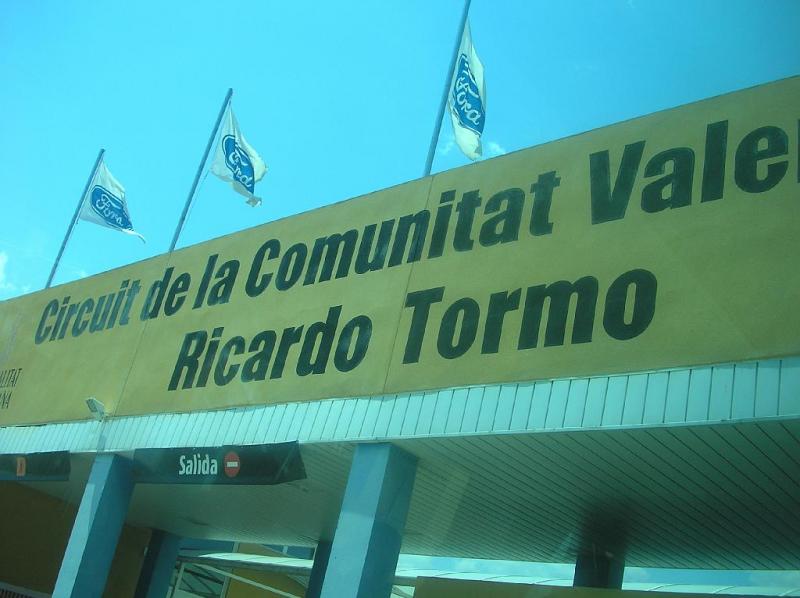 Ford
Ford
Ford
Circuit de la Comunitat Vale
Ricardo Tormo
Salida